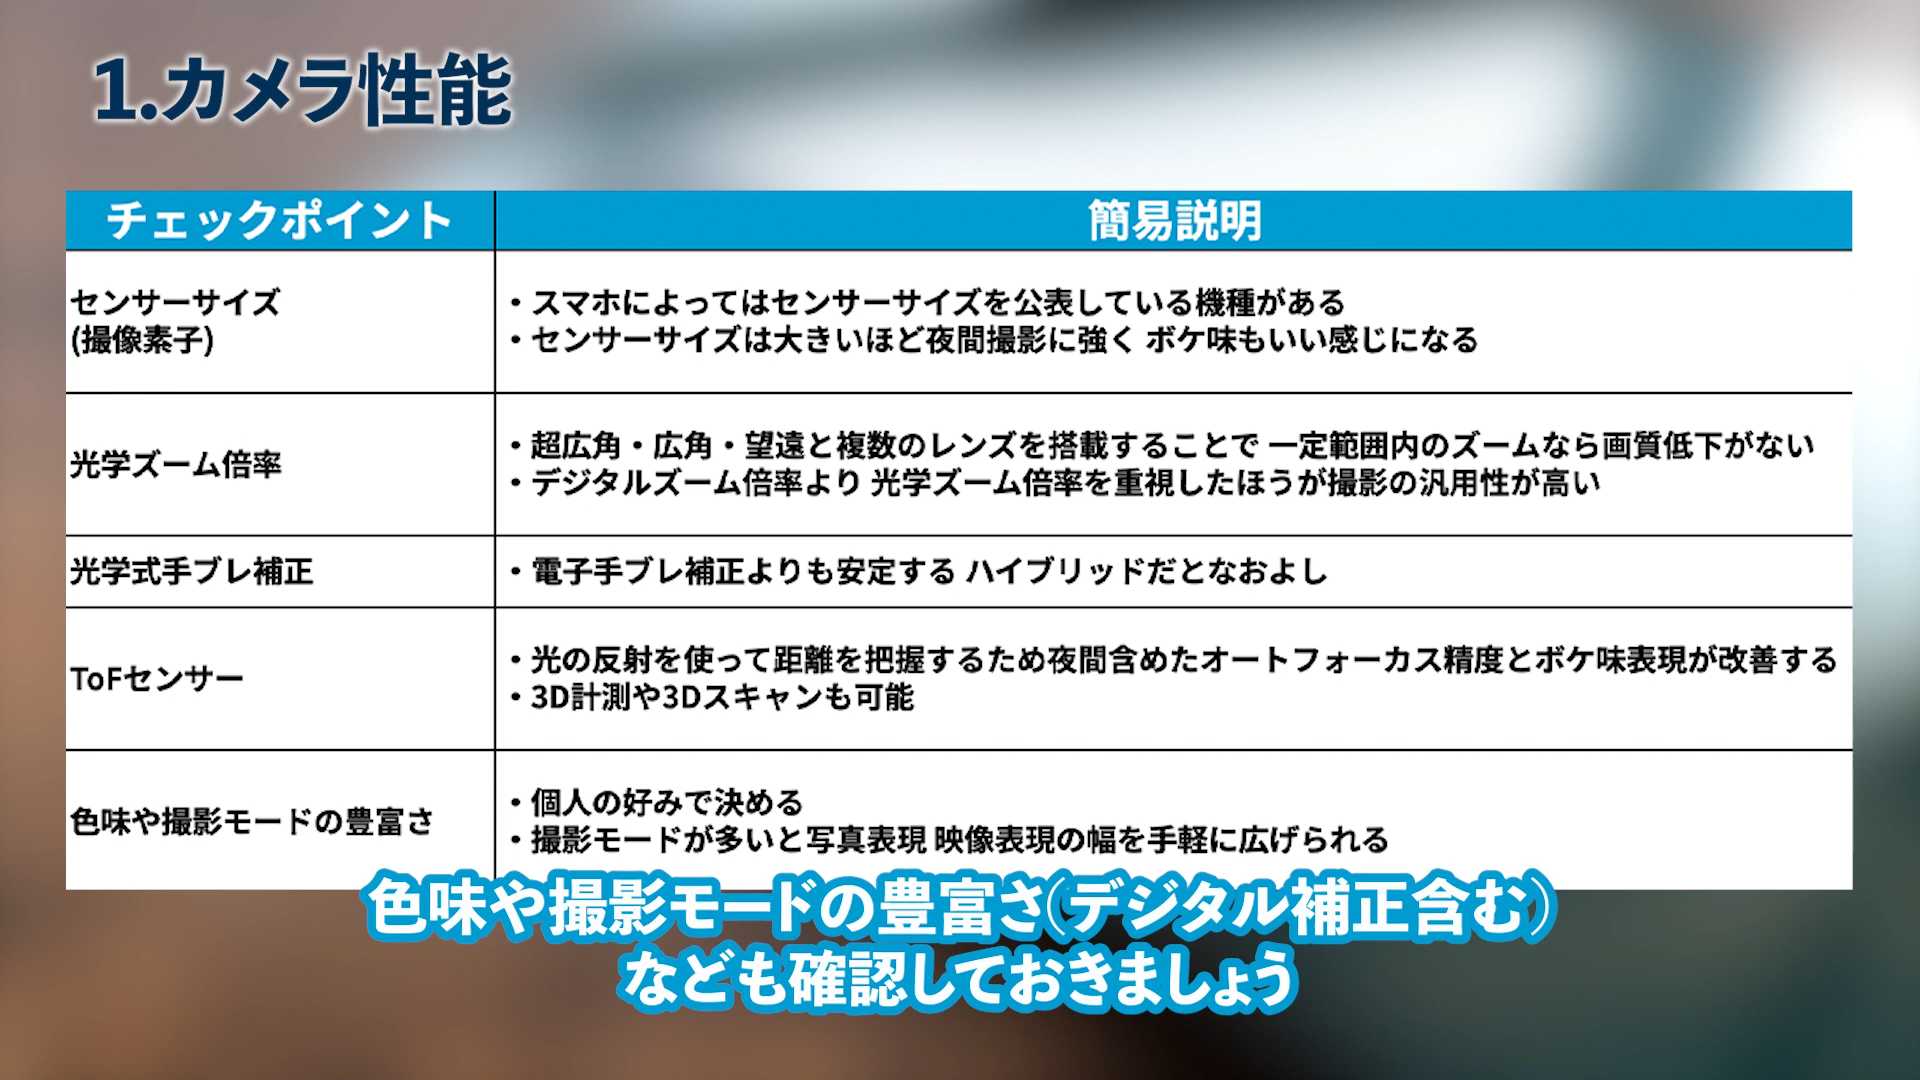 1.カメラ性能
チェックポイント
簡易説明
センサーサイズ
(撮像素子)
・スマホによってはセンサーサイズを公表している機種がある
・センサーサイズは大きいほど夜間撮影に強く ボケ味もいい感じになる
光学ズーム倍率
・超広角・広角・望遠と複数のレンズを搭載することで 一定範囲内のズームなら画質低下がない
・デジタルズーム倍率より 光学ズーム倍率を重視したほうが撮影の汎用性が高い
光学式手ブレ補正
・電子手ブレ補正よりも安定する ハイブリッドだとなおよし
ToFセンサー
・光の反射を使って距離を把握するため夜間含めたオートフォーカス精度とボケ味表現が改善する
・3D計測や3Dスキャンも可能
色味や撮影モードの豊富さ
・個人の好みで決める
・撮影モードが多いと写真表現 映像表現の幅を手軽に広げられる
色味や撮影モードの豊富さ(デジタル補正含む)
なども確認しておきましょう